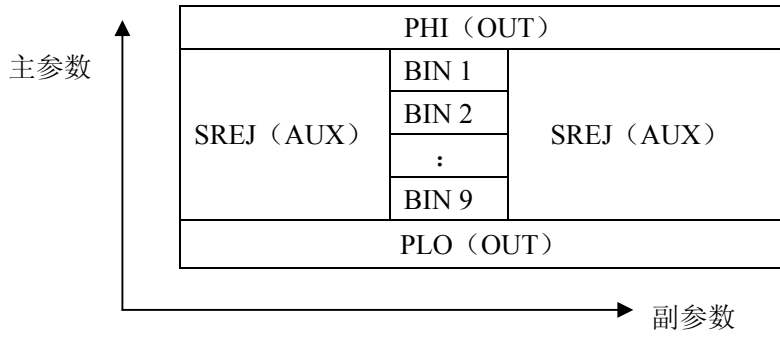 PHI（OUT）
主参数
BIN 1
BIN 2
SREJ（AUX）
SREJ（AUX）
：
BIN 9
PLO（OUT）
副参数